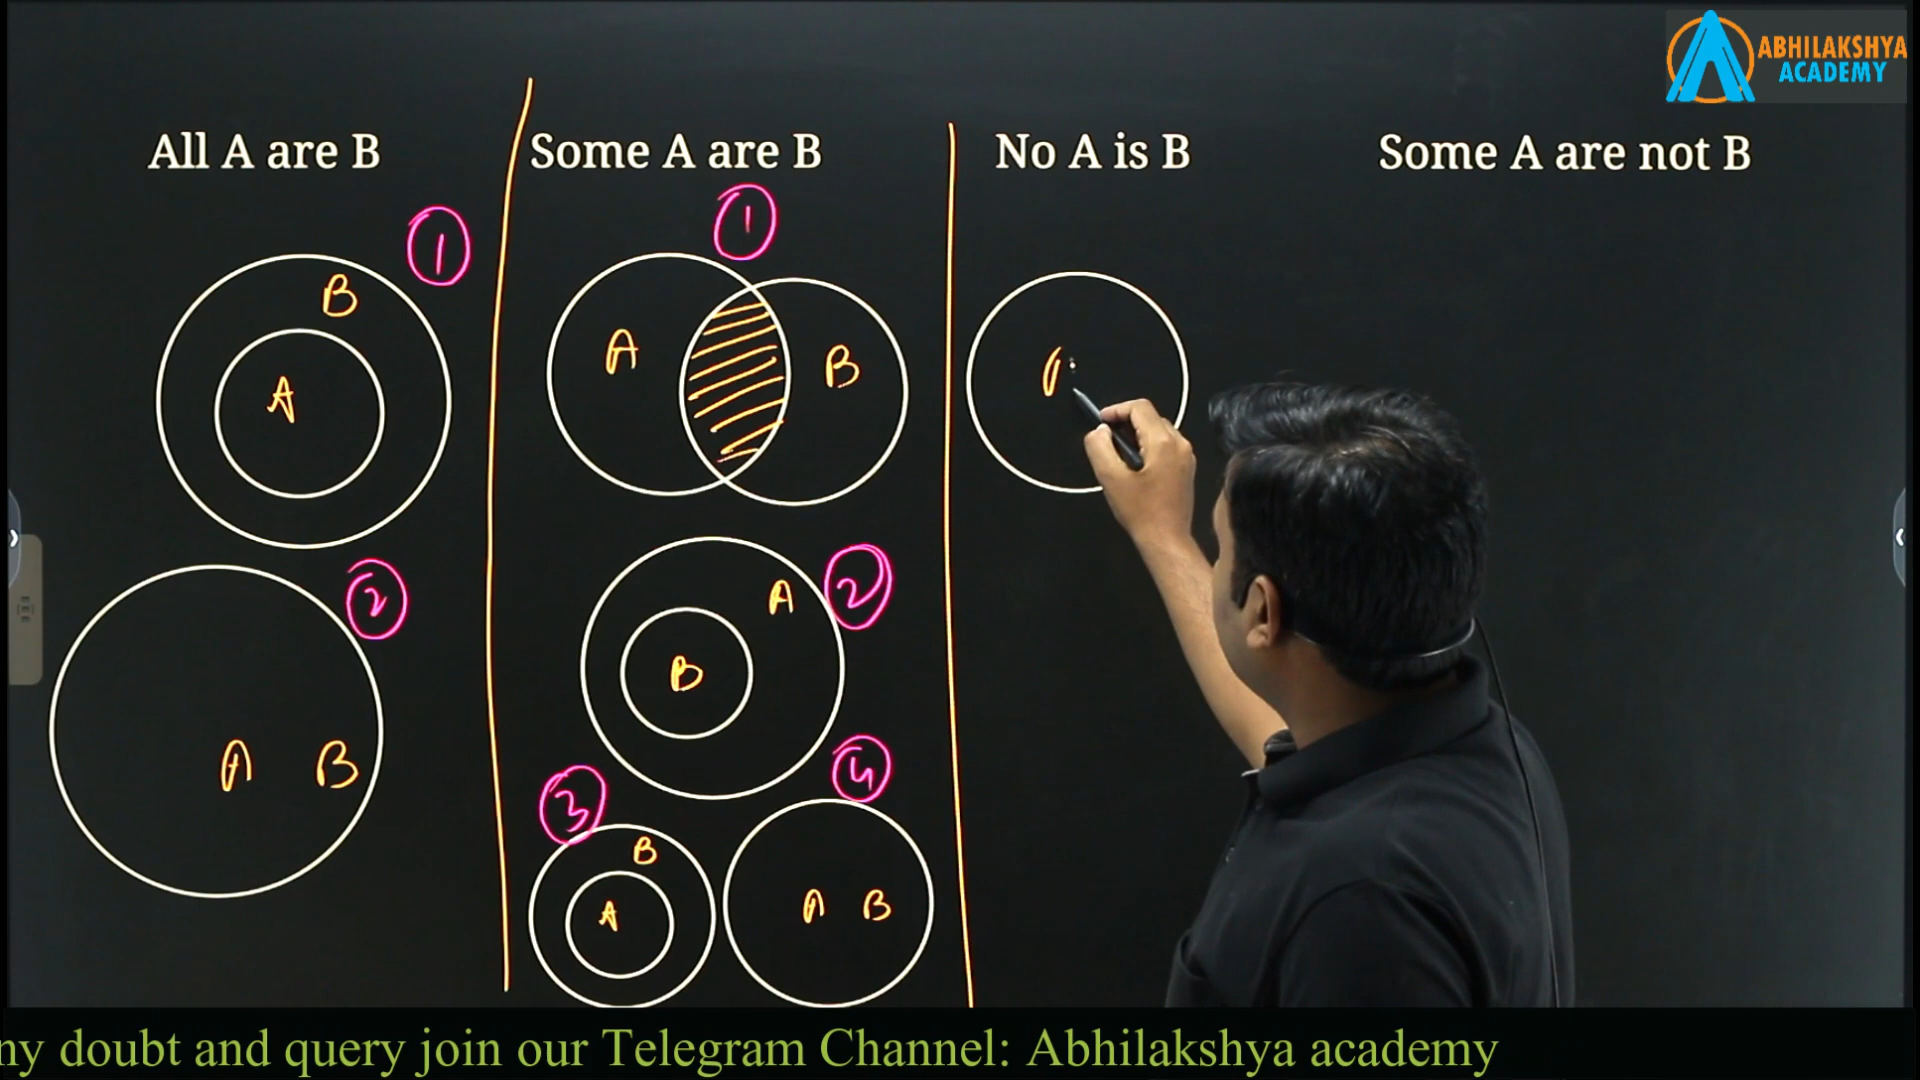 ABHILAKSHYA
ACADEMY
All A are B
Some A are B
No A is B
Some A are not B
1
B
A
2
A B
1
A
B
2
A
B
3
B
A
4
A B
ny doubt and query join our Telegram Channel: Abhilakshya academy